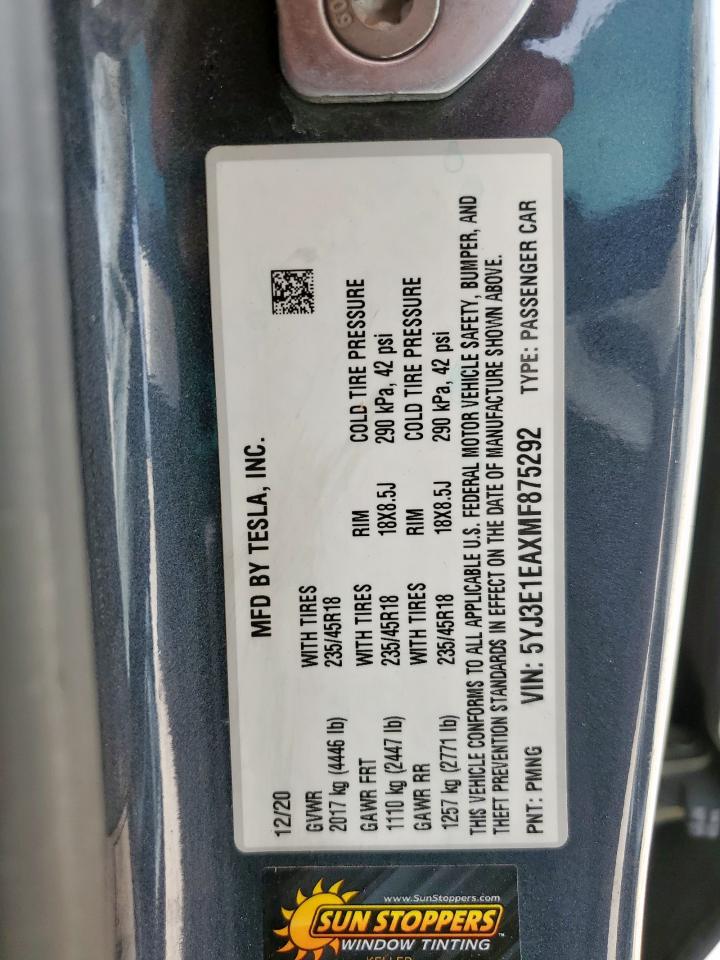 MFD BY TESLA, INC.
12/20
GVWR WITH TIRES
2017 kg (4446 lb) 235/45R18
GAWR FRT WITH TIRES RIM COLD TIRE PRESSURE
1110 kg (2447 lb) 235/45R18 18X8.5J 290 kPa, 42 psi
GAWR RR WITH TIRES RIM COLD TIRE PRESSURE
1257 kg (2771 lb) 235/45R18 18X8.5J 290 kPa, 42 psi
THIS VEHICLE CONFORMS TO ALL APPLICABLE U.S. FEDERAL MOTOR VEHICLE SAFETY, BUMPER, AND
THEFT PREVENTION STANDARDS IN EFFECT ON THE DATE OF MANUFACTURE SHOWN ABOVE.
PNT: PMNG VIN: 5YJ3E1EAXMF875292 TYPE: PASSENGER CAR
www.SunStoppers.com
SUN STOPPERS
WINDOW TINTING
KELLER